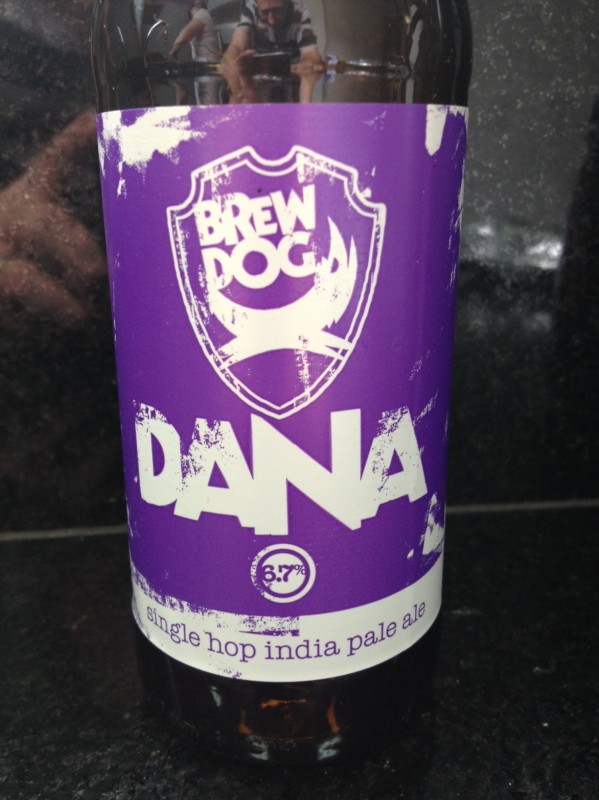 BREW
DOG
DANA
6.7%
single hop india pale ale